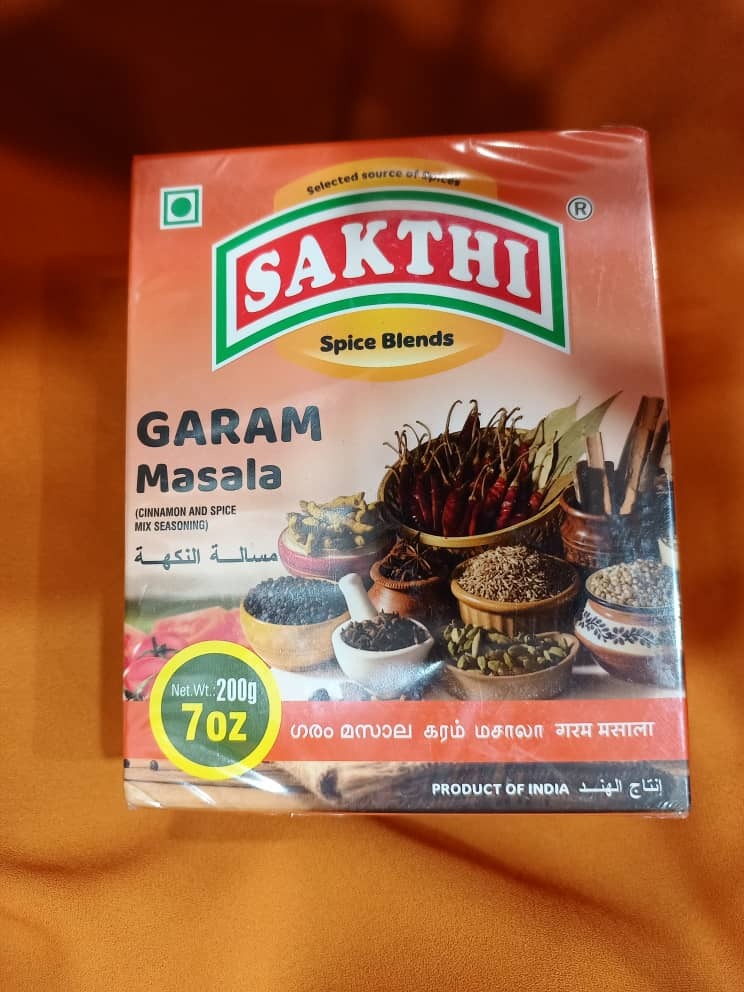 Selected source of Spices
SAKTHI
®
Spice Blends
GARAM
Masala
(CINNAMON AND SPICE
MIX SEASONING)
مسالة النكهة
Net.Wt.: 200g
7oz
ഗരം മസാല கரம் மசாலா गरम मसाला
PRODUCT OF INDIA إنتاج الهند